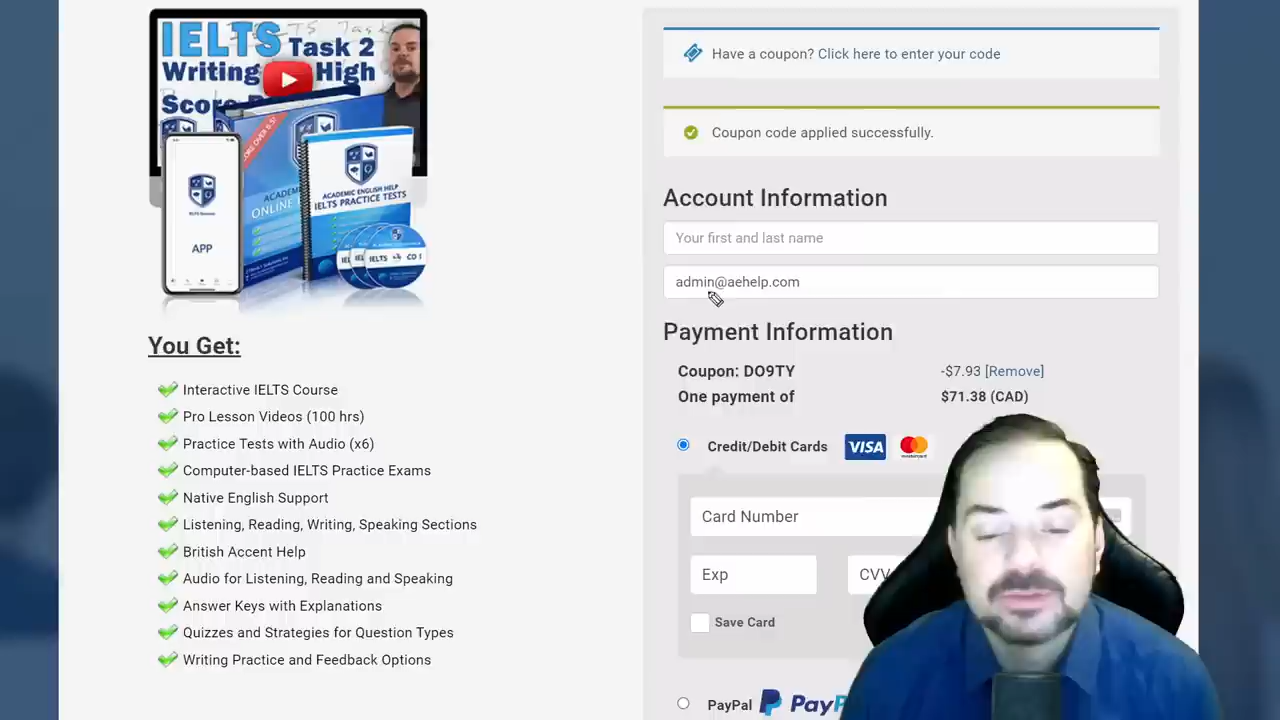 IELTS Task 2
Writing High
Score
ACADEMIC ENGLISH HELP
IELTS PRACTICE TESTS
APP
IELTS
You Get:
Interactive IELTS Course
Pro Lesson Videos (100 hrs)
Practice Tests with Audio (x6)
Computer-based IELTS Practice Exams
Native English Support
Listening, Reading, Writing, Speaking Sections
British Accent Help
Audio for Listening, Reading and Speaking
Answer Keys with Explanations
Quizzes and Strategies for Question Types
Writing Practice and Feedback Options
Have a coupon? Click here to enter your code
Coupon code applied successfully.
Account Information
Your first and last name
admin@aehelp.com
Payment Information
Coupon: DO9TY -$7.93 [Remove]
One payment of $71.38 (CAD)
Credit/Debit Cards VISA mastercard
Card Number
Exp CVV
Save Card
PayPal PayP